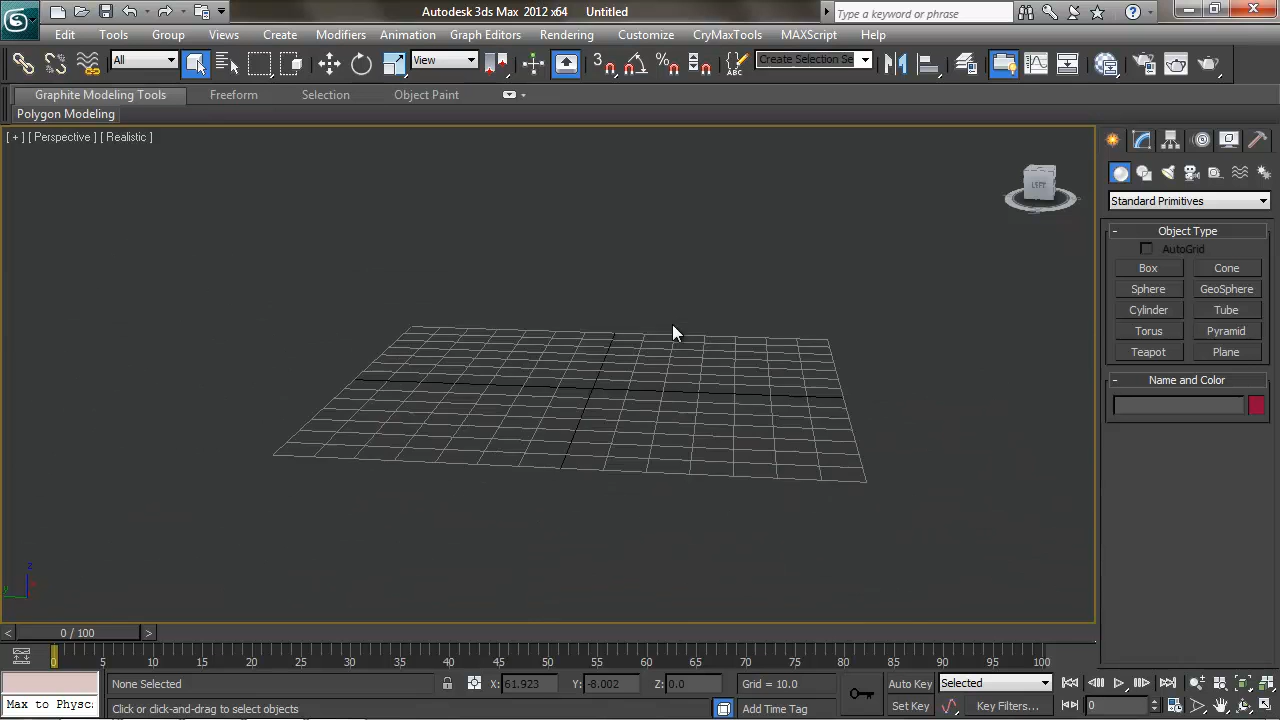 Autodesk 3ds Max 2012 x64 Untitled
Type a keyword or phrase
Edit Tools Group Views Create Modifiers Animation Graph Editors Rendering Customize CryMaxTools MAXScript Help
All View 3 Create Selection Se
Graphite Modeling Tools Freeform Selection Object Paint
Polygon Modeling
[ + ] [ Perspective ] [ Realistic ]
LEFT
Standard Primitives
- Object Type
AutoGrid
Box Cone
Sphere GeoSphere
Cylinder Tube
Torus Pyramid
Teapot Plane
- Name and Color
z
y
< 0 / 100 >
0 5 10 15 20 25 30 35 40 45 50 55 60 65 70 75 80 85 90 95 100
None Selected X: 61.923 Y: -8.002 Z: 0.0 Grid = 10.0 Auto Key Selected
Max to Physc: Click or click-and-drag to select objects Add Time Tag Set Key Key Filters... 0